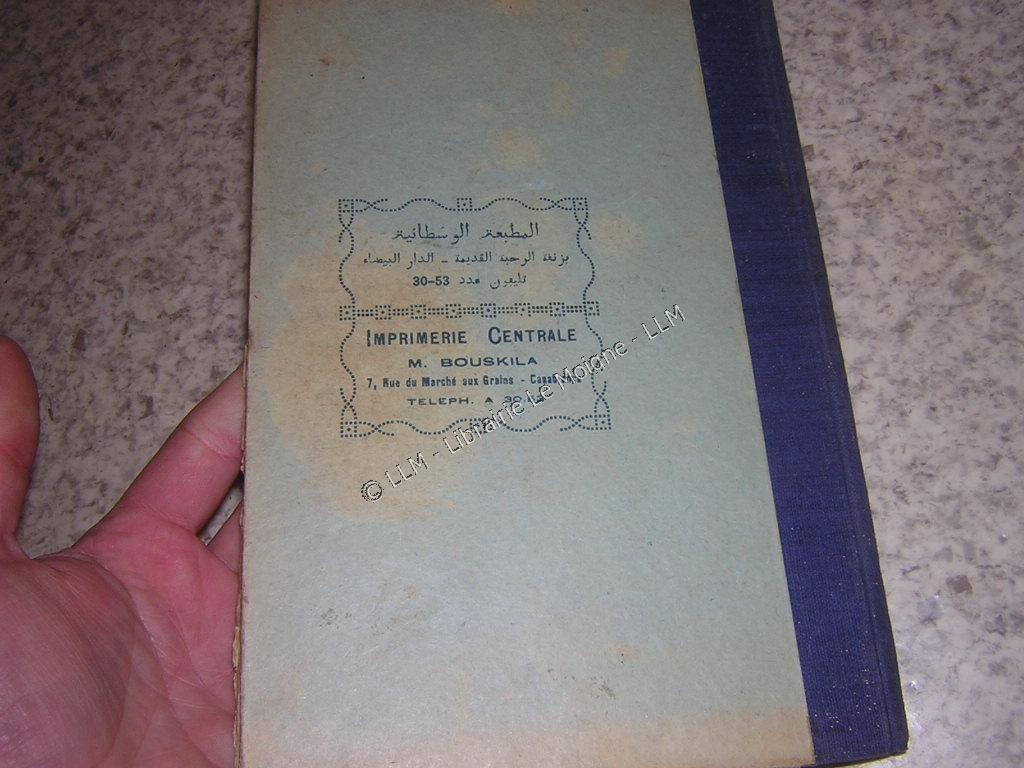 المطبعة الوسطانية
بزنقة الرحبة القديمة - الدار البيضاء
تليفون عدد 53-30
IMPRIMERIE CENTRALE
M. BOUSKILA
7, Rue du Marché aux Grains -
TELEPH. A
© LLM - Librairie Le Moigne - LLM